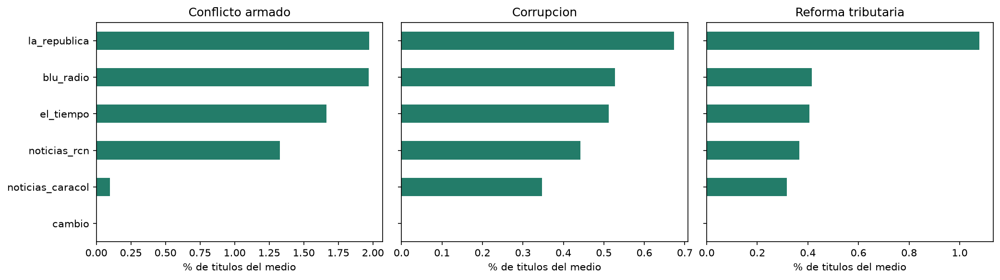 Conflicto armado
Corrupcion
Reforma tributaria
la_republica
blu_radio
el_tiempo
noticias_rcn
noticias_caracol
cambio
0.00 0.25 0.50 0.75 1.00 1.25 1.50 1.75 2.00
0.0 0.1 0.2 0.3 0.4 0.5 0.6 0.7
0.0 0.2 0.4 0.6 0.8 1.0
% de titulos del medio
% de titulos del medio
% de titulos del medio